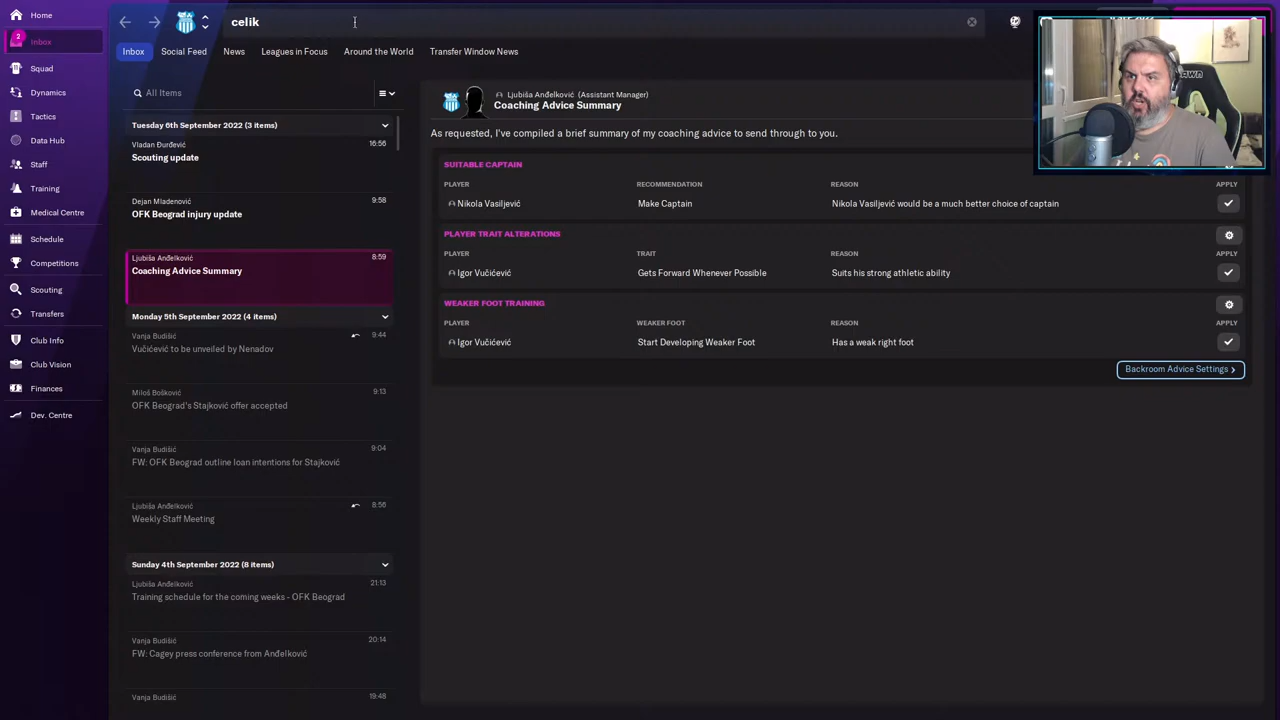 Home
celik
2
Inbox
Inbox
Social Feed
News
Leagues in Focus
Around the World
Transfer Window News
Squad
Dynamics
Tactics
Data Hub
Staff
Training
Medical Centre
Schedule
Competitions
Scouting
Transfers
Club Info
Club Vision
Finances
Dev. Centre
All Items
Tuesday 6th September 2022 (3 items)
Vladan Đurđević 16:56
Scouting update
Dejan Mladenović 9:58
OFK Beograd injury update
Ljubiša Anđelković 8:59
Coaching Advice Summary
Monday 5th September 2022 (4 items)
Vanja Budišić 9:44
Vučićević to be unveiled by Nenadov
Miloš Bošković 9:13
OFK Beograd's Stajković offer accepted
Vanja Budišić 9:04
FW: OFK Beograd outline loan intentions for Stajković
Ljubiša Anđelković 8:56
Weekly Staff Meeting
Sunday 4th September 2022 (8 items)
Ljubiša Anđelković 21:13
Training schedule for the coming weeks - OFK Beograd
Vanja Budišić 20:14
FW: Cagey press conference from Anđelković
Vanja Budišić 19:48
Ljubiša Anđelković (Assistant Manager)
Coaching Advice Summary
As requested, I've compiled a brief summary of my coaching advice to send through to you.
SUITABLE CAPTAIN
PLAYER RECOMMENDATION REASON APPLY
Nikola Vasiljević Make Captain Nikola Vasiljević would be a much better choice of captain
PLAYER TRAIT ALTERATIONS
PLAYER TRAIT REASON APPLY
Igor Vučićević Gets Forward Whenever Possible Suits his strong athletic ability
WEAKER FOOT TRAINING
PLAYER WEAKER FOOT REASON APPLY
Igor Vučićević Start Developing Weaker Foot Has a weak right foot
Backroom Advice Settings